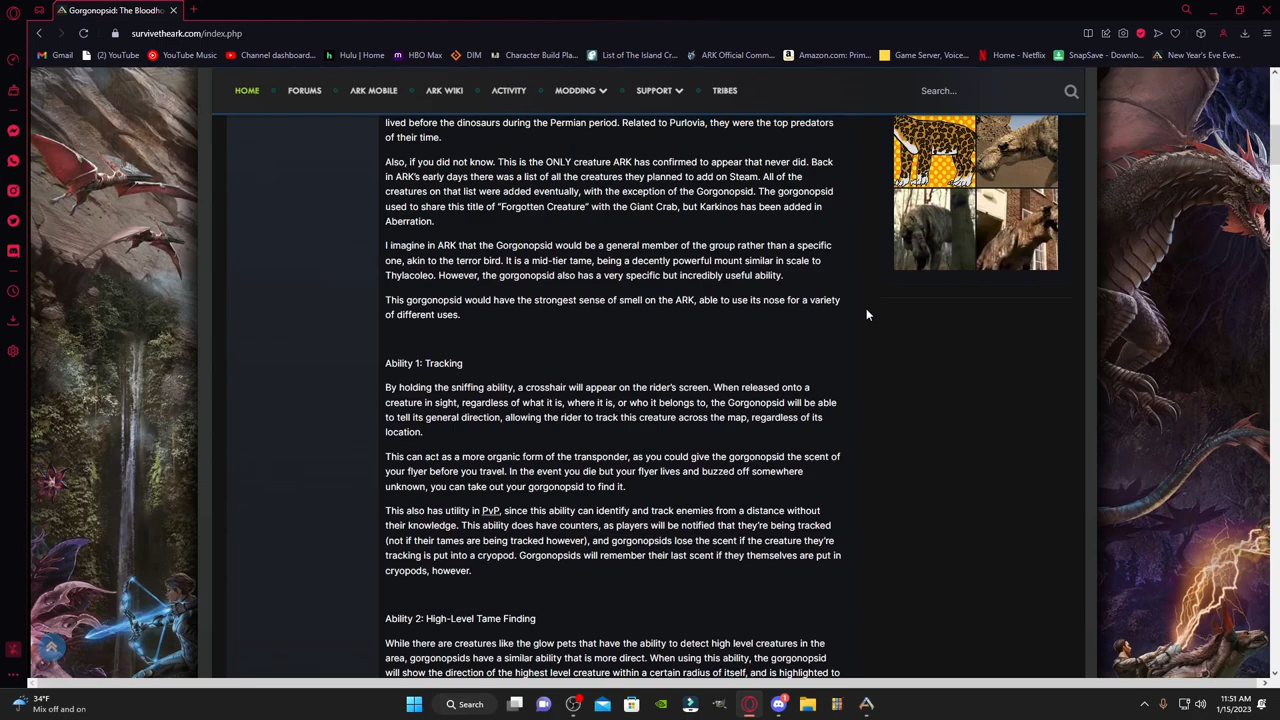 Gorgonopsid: The Bloodho
survivetheark.com/index.php
Gmail
(2) YouTube
YouTube Music
Channel dashboard...
Hulu | Home
HBO Max
DIM
Character Build Pla...
List of The Island Cr...
ARK Official Comm...
Amazon.com: Prim...
Game Server, Voice...
Home - Netflix
SnapSave - Downlo...
New Year's Eve Eve...
HOME
FORUMS
ARK MOBILE
ARK WIKI
ACTIVITY
MODDING
SUPPORT
TRIBES
Search...
lived before the dinosaurs during the Permian period. Related to Purlovia, they were the top predators
of their time.
Also, if you did not know. This is the ONLY creature ARK has confirmed to appear that never did. Back
in ARK's early days there was a list of all the creatures they planned to add on Steam. All of the
creatures on that list were added eventually, with the exception of the Gorgonopsid. The gorgonopsid
used to share this title of "Forgotten Creature" with the Giant Crab, but Karkinos has been added in
Aberration.
I imagine in ARK that the Gorgonopsid would be a general member of the group rather than a specific
one, akin to the terror bird. It is a mid-tier tame, being a decently powerful mount similar in scale to
Thylacoleo. However, the gorgonopsid also has a very specific but incredibly useful ability.
This gorgonopsid would have the strongest sense of smell on the ARK, able to use its nose for a variety
of different uses.
Ability 1: Tracking
By holding the sniffing ability, a crosshair will appear on the rider's screen. When released onto a
creature in sight, regardless of what it is, where it is, or who it belongs to, the Gorgonopsid will be able
to tell its general direction, allowing the rider to track this creature across the map, regardless of its
location.
This can act as a more organic form of the transponder, as you could give the gorgonopsid the scent of
your flyer before you travel. In the event you die but your flyer lives and buzzed off somewhere
unknown, you can take out your gorgonopsid to find it.
This also has utility in PvP, since this ability can identify and track enemies from a distance without
their knowledge. This ability does have counters, as players will be notified that they're being tracked
(not if their tames are being tracked however), and gorgonopsids lose the scent if the creature they're
tracking is put into a cryopod. Gorgonopsids will remember their last scent if they themselves are put in
cryopods, however.
Ability 2: High-Level Tame Finding
While there are creatures like the glow pets that have the ability to detect high level creatures in the
area, gorgonopsids have a similar ability that is more direct. When using this ability, the gorgonopsid
will show the direction of the highest level creature within a certain radius of itself, and is highlighted to
34°F
Mix off and on
Search
1
11:51 AM
1/15/2023